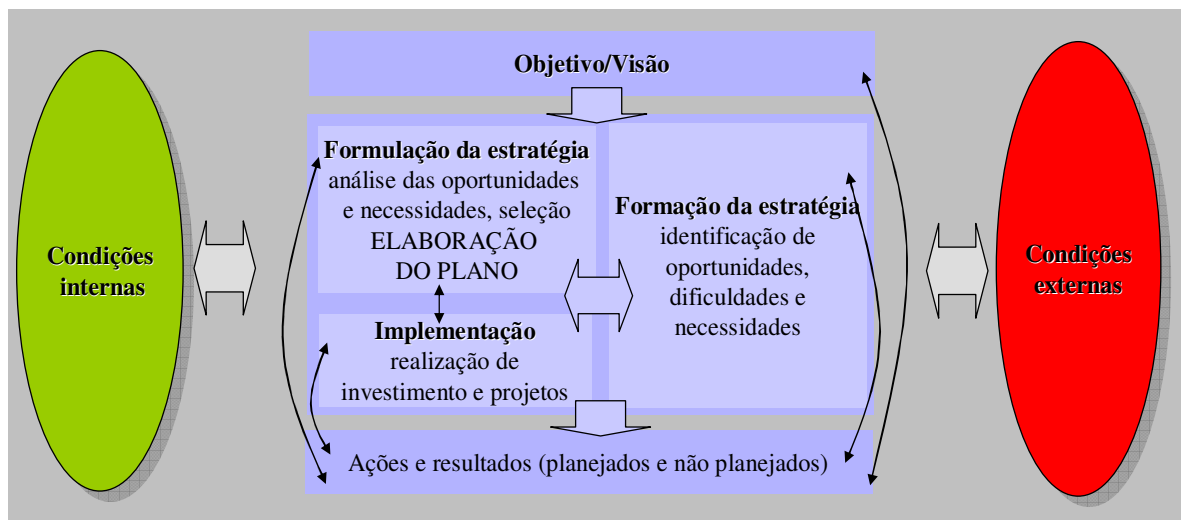 Objetivo/Visão
Formulação da estratégia
análise das oportunidades
e necessidades, seleção
ELABORAÇÃO
DO PLANO
Formação da estratégia
identificação de
oportunidades,
dificuldades e
necessidades
Condições
internas
Condições
externas
Implementação
realização de
investimento e projetos
Ações e resultados (planejados e não planejados)